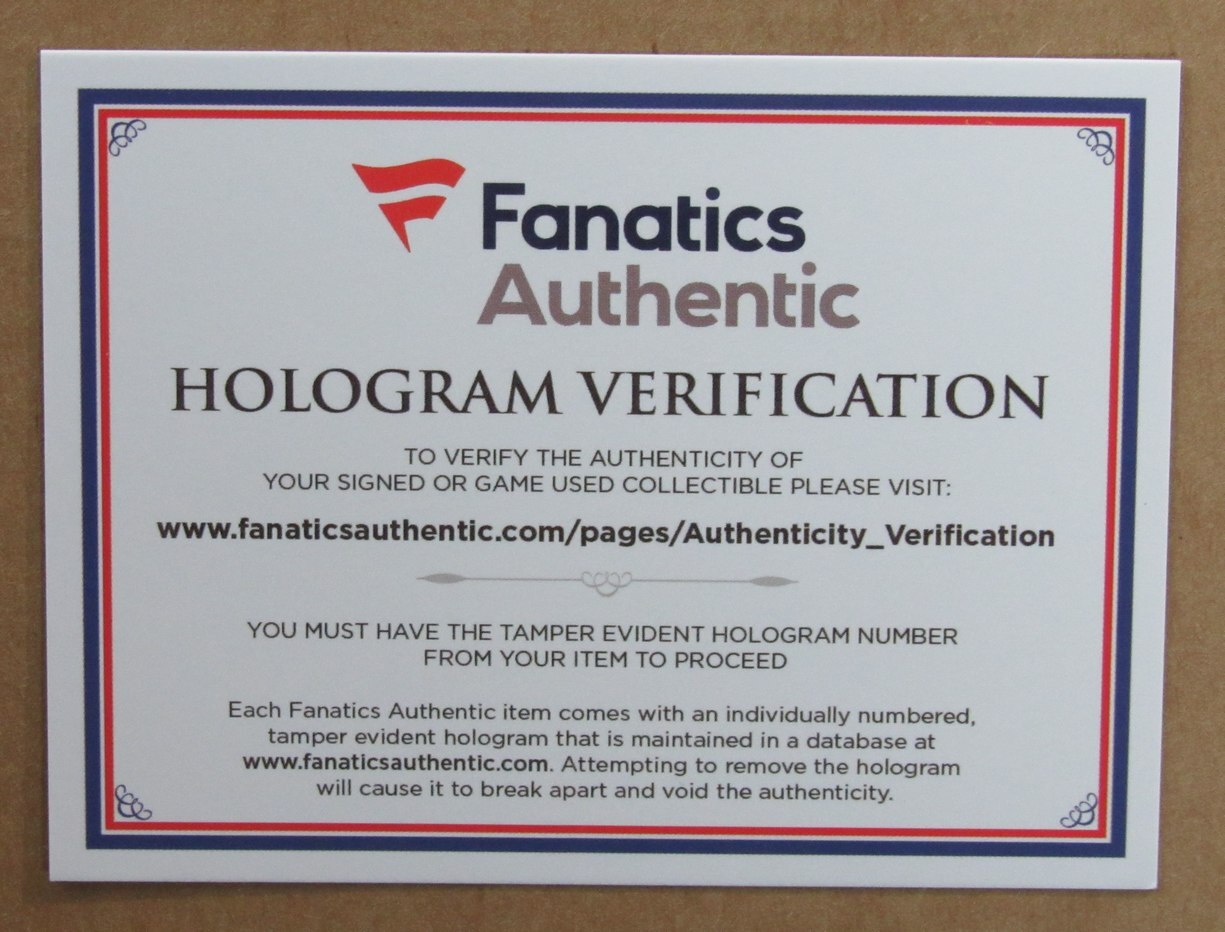 Fanatics
Authentic
HOLOGRAM VERIFICATION
TO VERIFY THE AUTHENTICITY OF
YOUR SIGNED OR GAME USED COLLECTIBLE PLEASE VISIT:
www.fanaticsauthentic.com/pages/Authenticity_Verification
YOU MUST HAVE THE TAMPER EVIDENT HOLOGRAM NUMBER
FROM YOUR ITEM TO PROCEED
Each Fanatics Authentic item comes with an individually numbered,
tamper evident hologram that is maintained in a database at
www.fanaticsauthentic.com. Attempting to remove the hologram
will cause it to break apart and void the authenticity.